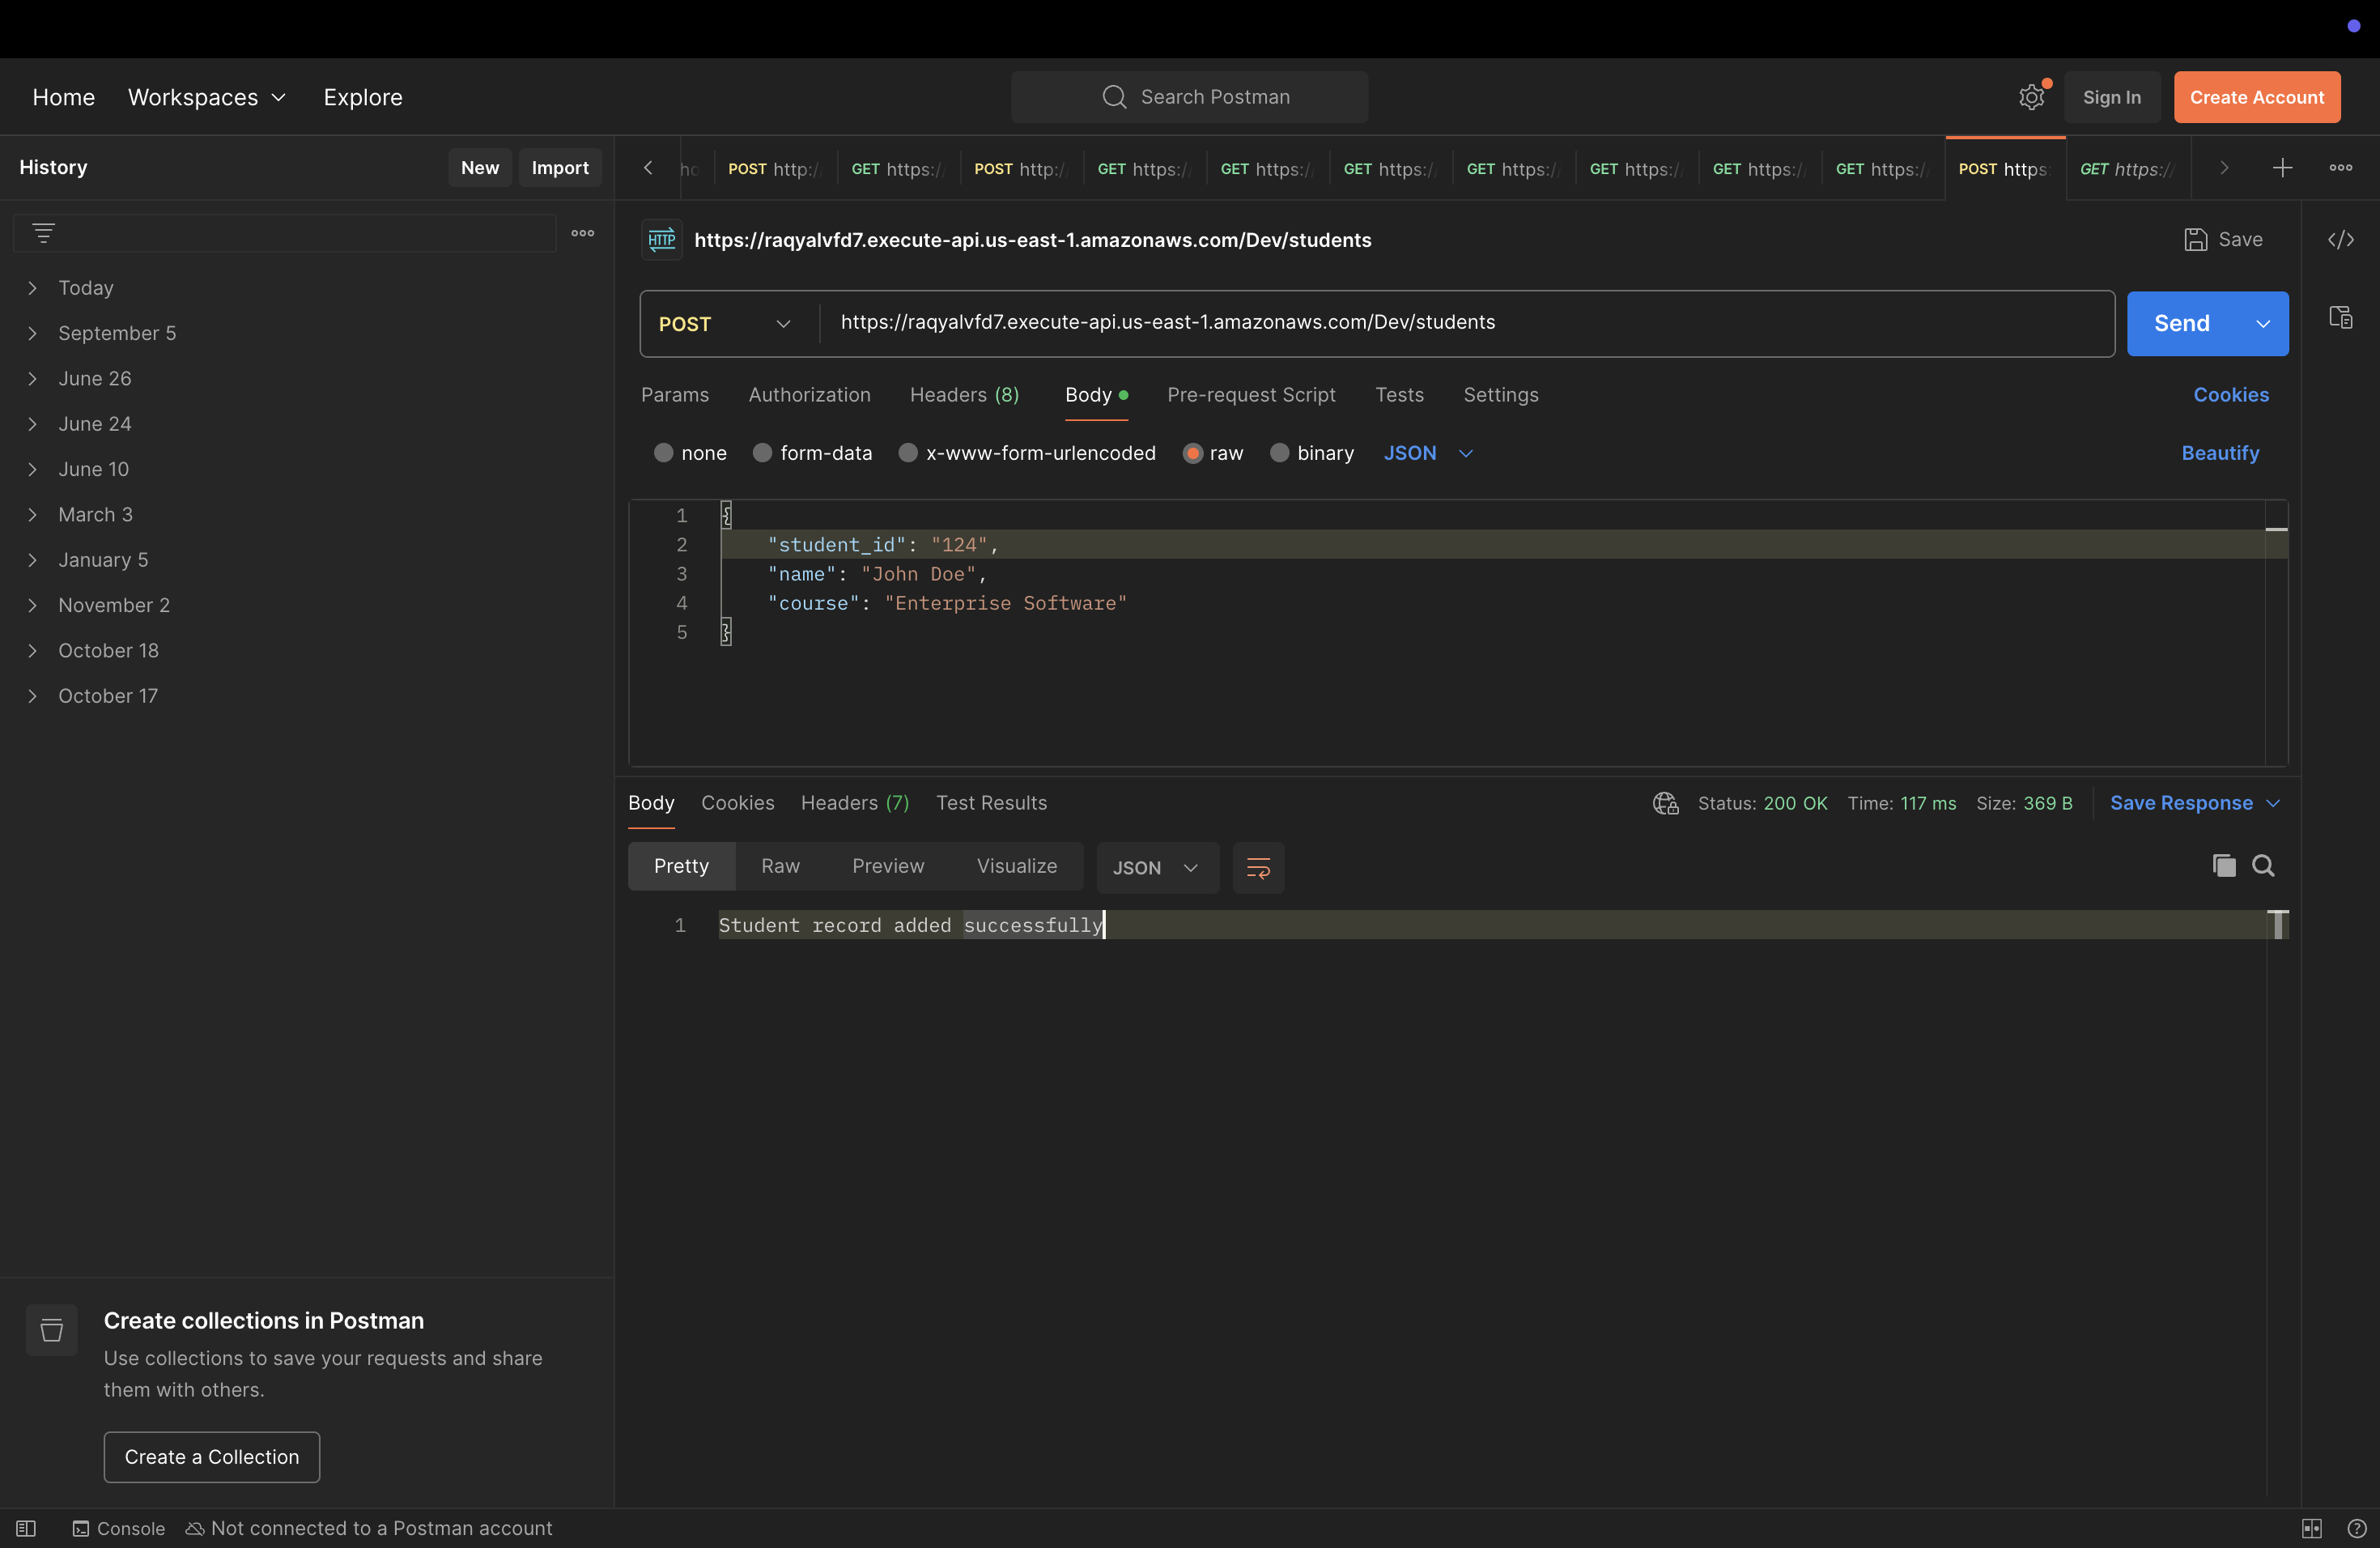 Home Workspaces Explore Search Postman Sign In Create Account
History New Import
POST http:/ GET https:/ POST http:/ GET https:/ GET https:/ GET https:/ GET https:/ GET https:/ GET https:/ GET https:/ POST https: GET https://
Today
September 5
June 26
June 24
June 10
March 3
January 5
November 2
October 18
October 17
HTTP https://raqyalvfd7.execute-api.us-east-1.amazonaws.com/Dev/students Save </>
POST https://raqyalvfd7.execute-api.us-east-1.amazonaws.com/Dev/students Send
Params Authorization Headers (8) Body Pre-request Script Tests Settings Cookies
none form-data x-www-form-urlencoded raw binary JSON Beautify
1 {
2 "student_id": "124",
3 "name": "John Doe",
4 "course": "Enterprise Software"
5 }
Body Cookies Headers (7) Test Results Status: 200 OK Time: 117 ms Size: 369 B Save Response
Pretty Raw Preview Visualize JSON
1 Student record added successfully
Create collections in Postman
Use collections to save your requests and share
them with others.
Create a Collection
Console Not connected to a Postman account